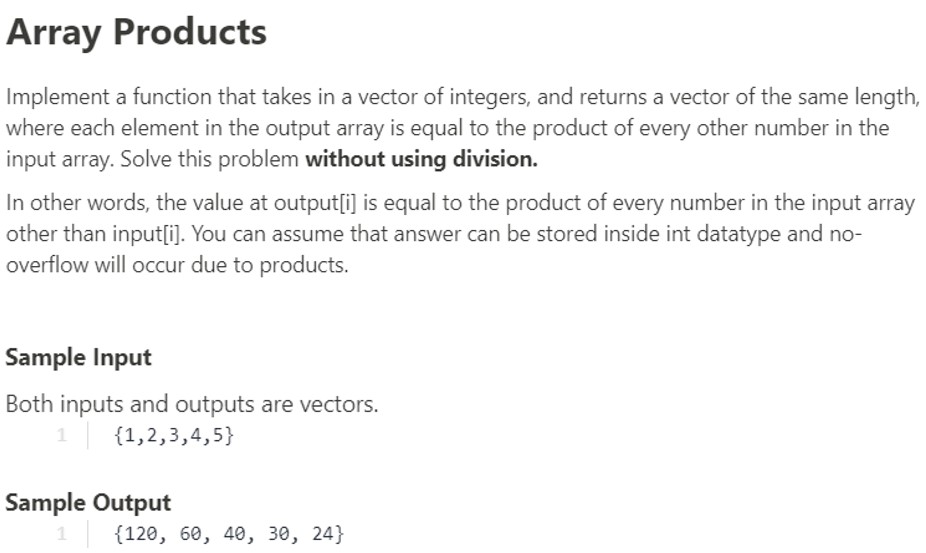 Array Products
Implement a function that takes in a vector of integers, and returns a vector of the same length,
where each element in the output array is equal to the product of every other number in the
input array. Solve this problem without using division.
In other words, the value at output[i] is equal to the product of every number in the input array
other than input[i]. You can assume that answer can be stored inside int datatype and no-
overflow will occur due to products.
Sample Input
Both inputs and outputs are vectors.
1 {1,2,3,4,5}
Sample Output
1 {120, 60, 40, 30, 24}